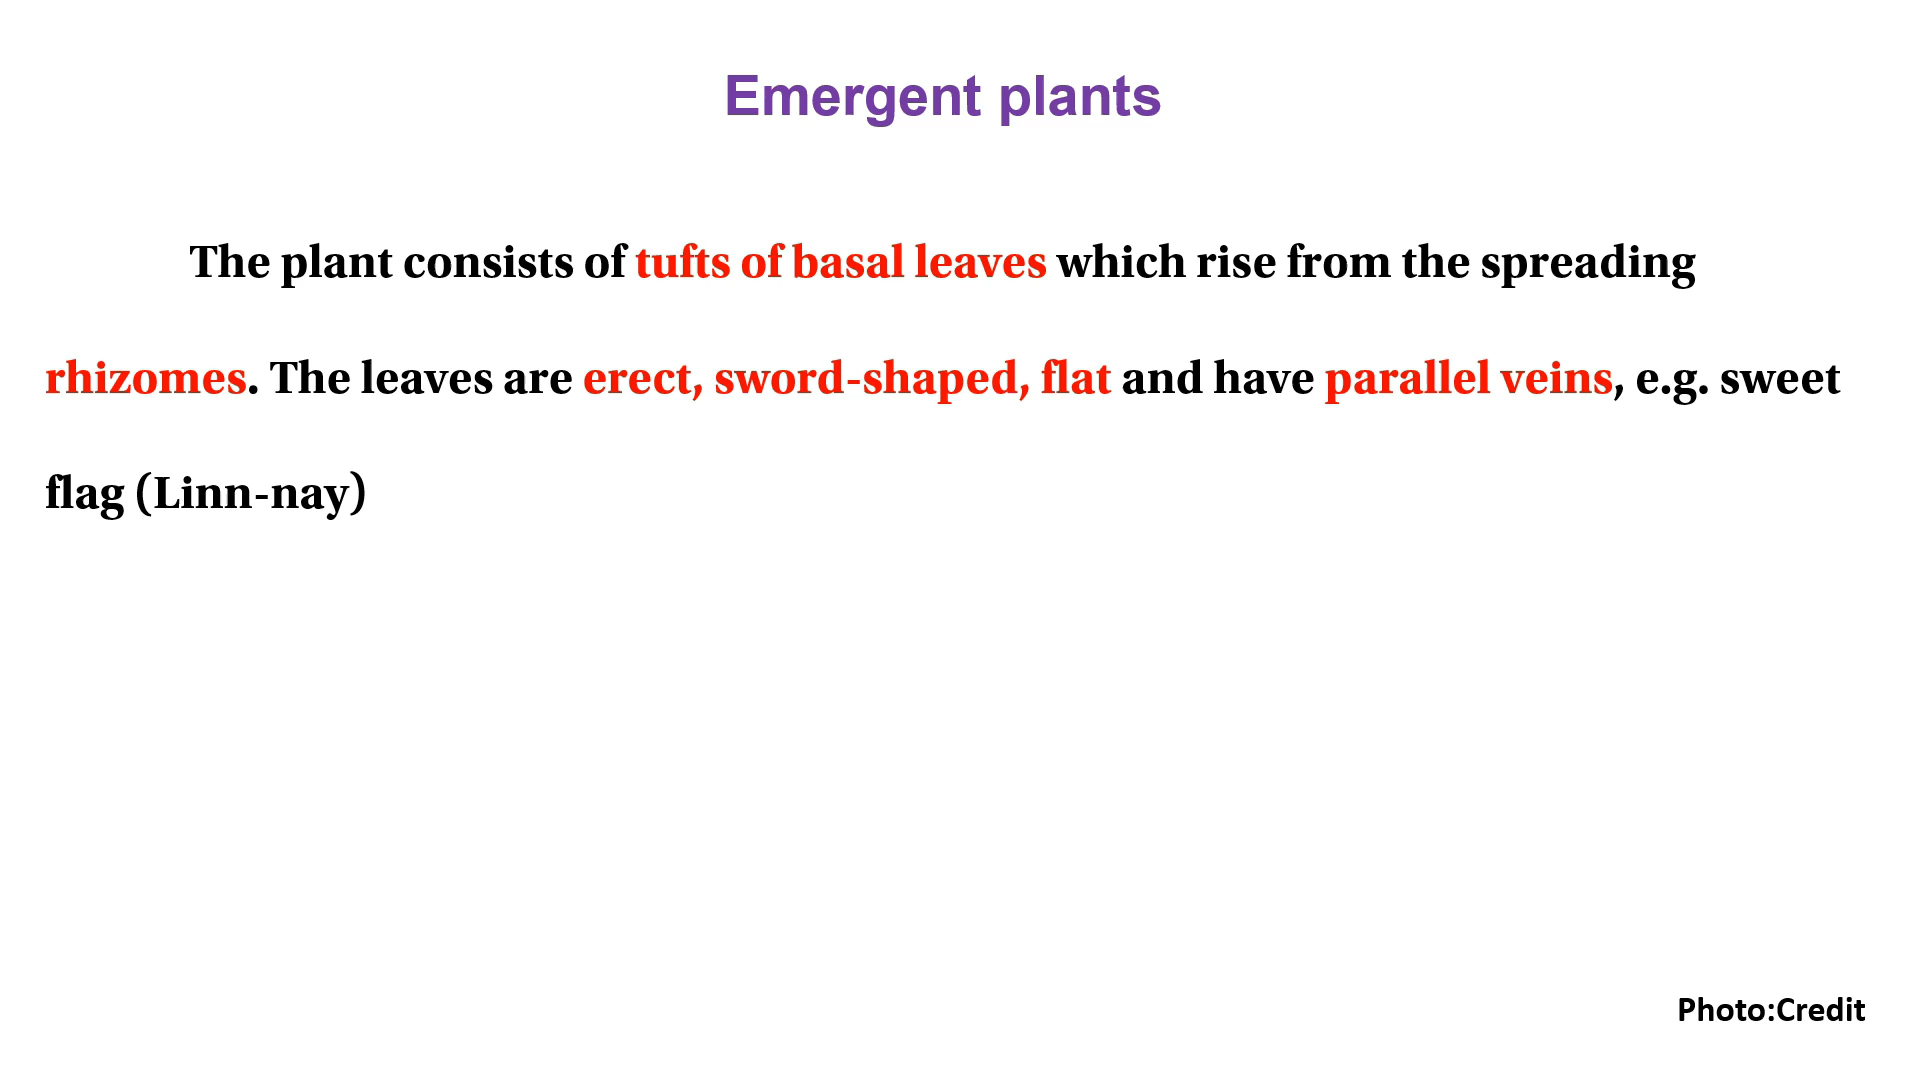 Emergent plants
The plant consists of tufts of basal leaves which rise from the spreading
rhizomes. The leaves are erect, sword-shaped, flat and have parallel veins, e.g. sweet
flag (Linn-nay)
Photo:Credit